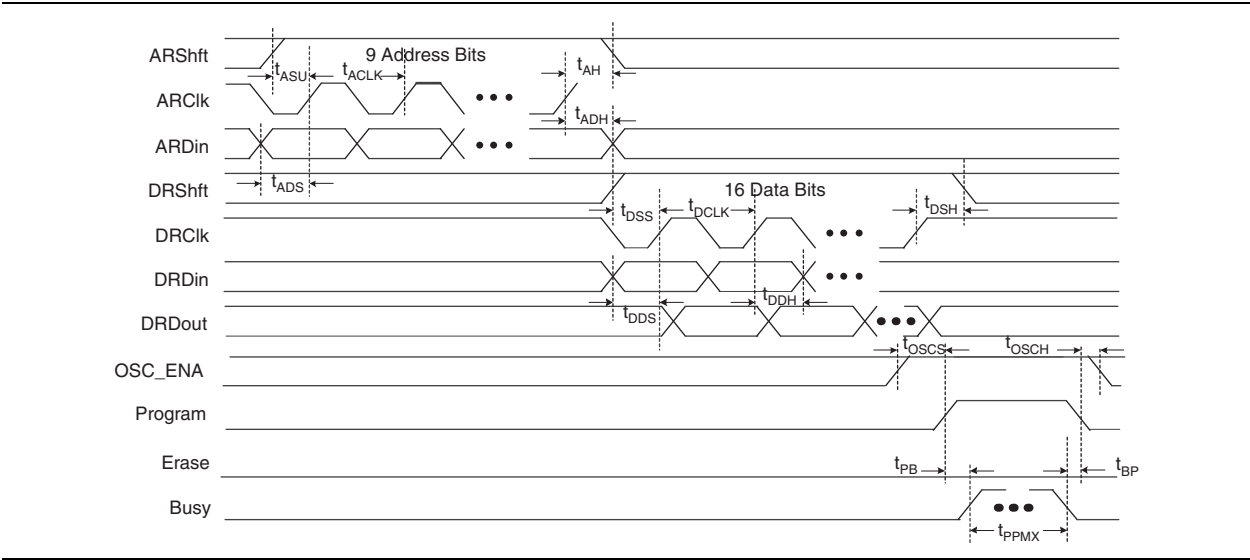 ARShft
9 Address Bits
tASU
tACLK
tAH
ARClk
tADH
ARDin
tADS
DRShft
16 Data Bits
tDSS
tDCLK
tDSH
DRClk
DRDin
tDDS
tDDH
DRDout
tOSCS
tOSCH
OSC_ENA
Program
Erase
tPB
tBP
Busy
tPPMX